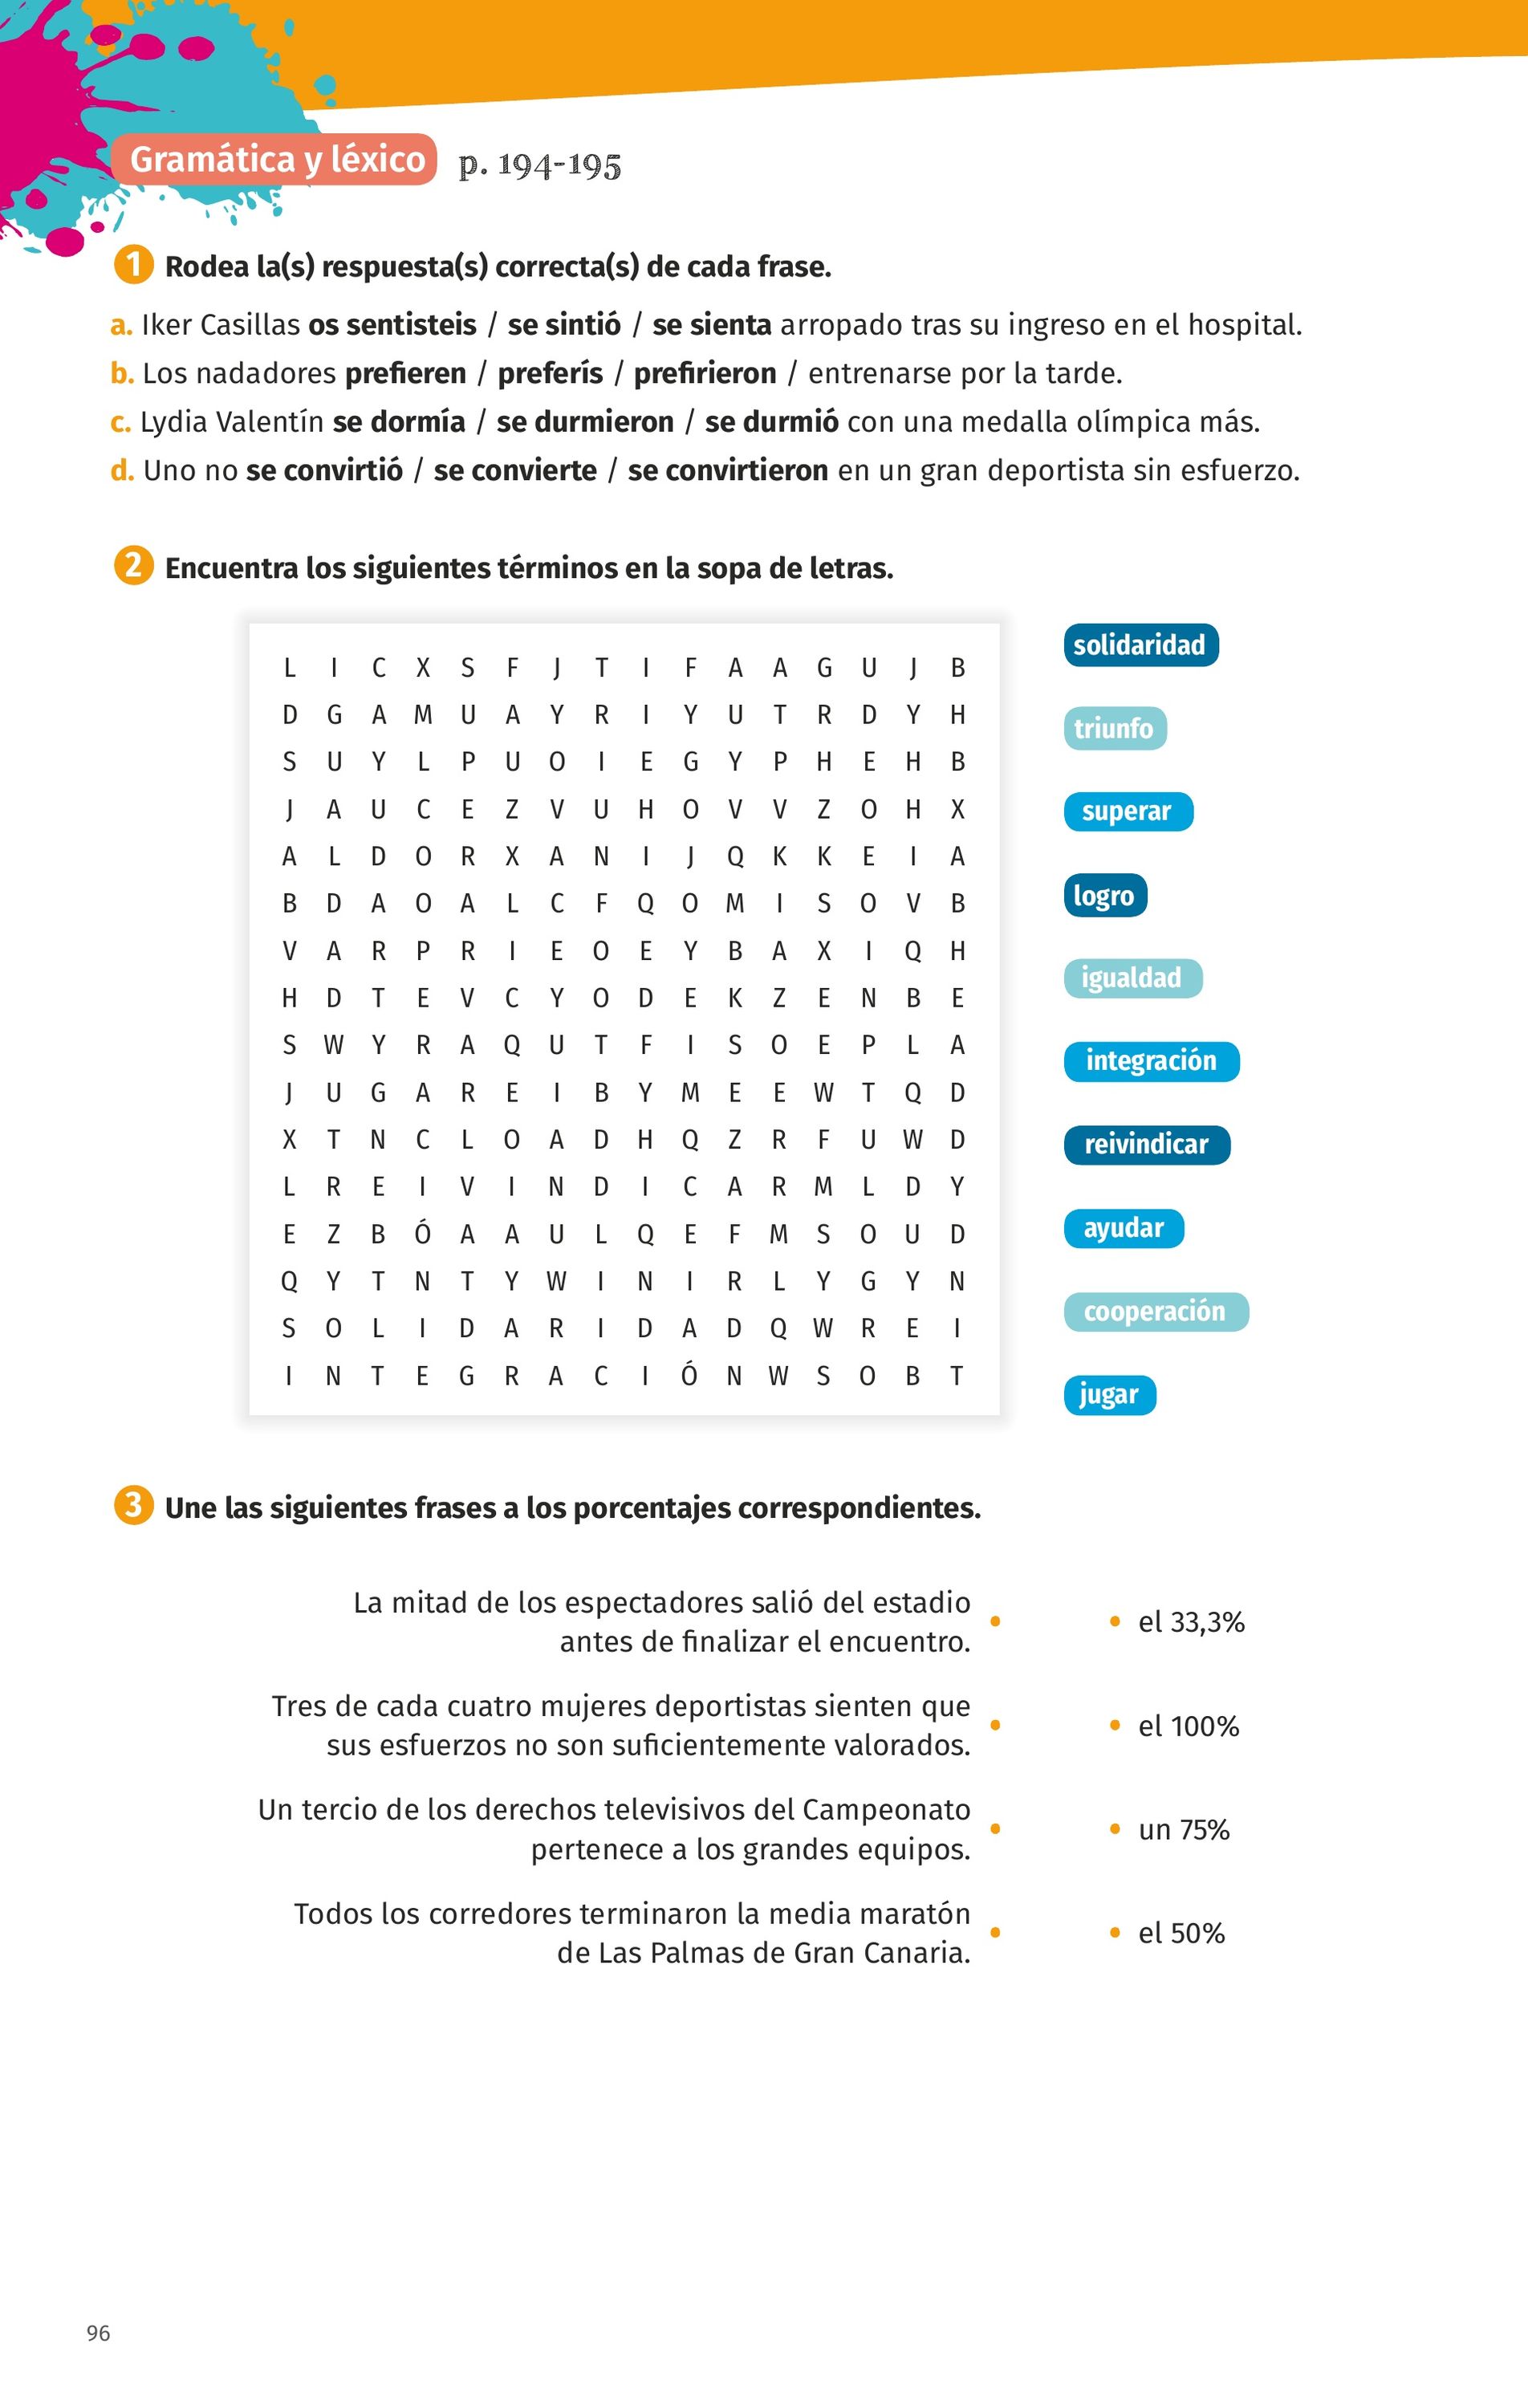 Gramática y léxico p. 194-195
1 Rodea la(s) respuesta(s) correcta(s) de cada frase.
a. Iker Casillas os sentisteis / se sintió / se sienta arropado tras su ingreso en el hospital.
b. Los nadadores prefieren / preferís / prefirieron / entrenarse por la tarde.
c. Lydia Valentín se dormía / se durmieron / se durmió con una medalla olímpica más.
d. Uno no se convirtió / se convierte / se convirtieron en un gran deportista sin esfuerzo.
2 Encuentra los siguientes términos en la sopa de letras.
L I C X S F J T I F A A G U J B
D G A M U A Y R I Y U T R D Y H
S U Y L P U O I E G Y P H E H B
J A U C E Z V U H O V V Z O H X
A L D O R X A N I J Q K K E I A
B D A O A L C F Q O M I S O V B
V A R P R I E O E Y B A X I Q H
H D T E V C Y O D E K Z E N B E
S W Y R A Q U T F I S O E P L A
J U G A R E I B Y M E E W T Q D
X T N C L O A D H Q Z R F U W D
L R E I V I N D I C A R M L D Y
E Z B Ó A A U L Q E F M S O U D
Q Y T N T Y W I N I R L Y G Y N
S O L I D A R I D A D Q W R E I
I N T E G R A C I Ó N W S O B T
solidaridad
triunfo
superar
logro
igualdad
integración
reivindicar
ayudar
cooperación
jugar
3 Une las siguientes frases a los porcentajes correspondientes.
La mitad de los espectadores salió del estadio
antes de finalizar el encuentro.
• • el 33,3%
Tres de cada cuatro mujeres deportistas sienten que
sus esfuerzos no son suficientemente valorados.
• • el 100%
Un tercio de los derechos televisivos del Campeonato
pertenece a los grandes equipos.
• • un 75%
Todos los corredores terminaron la media maratón
de Las Palmas de Gran Canaria.
• • el 50%
96